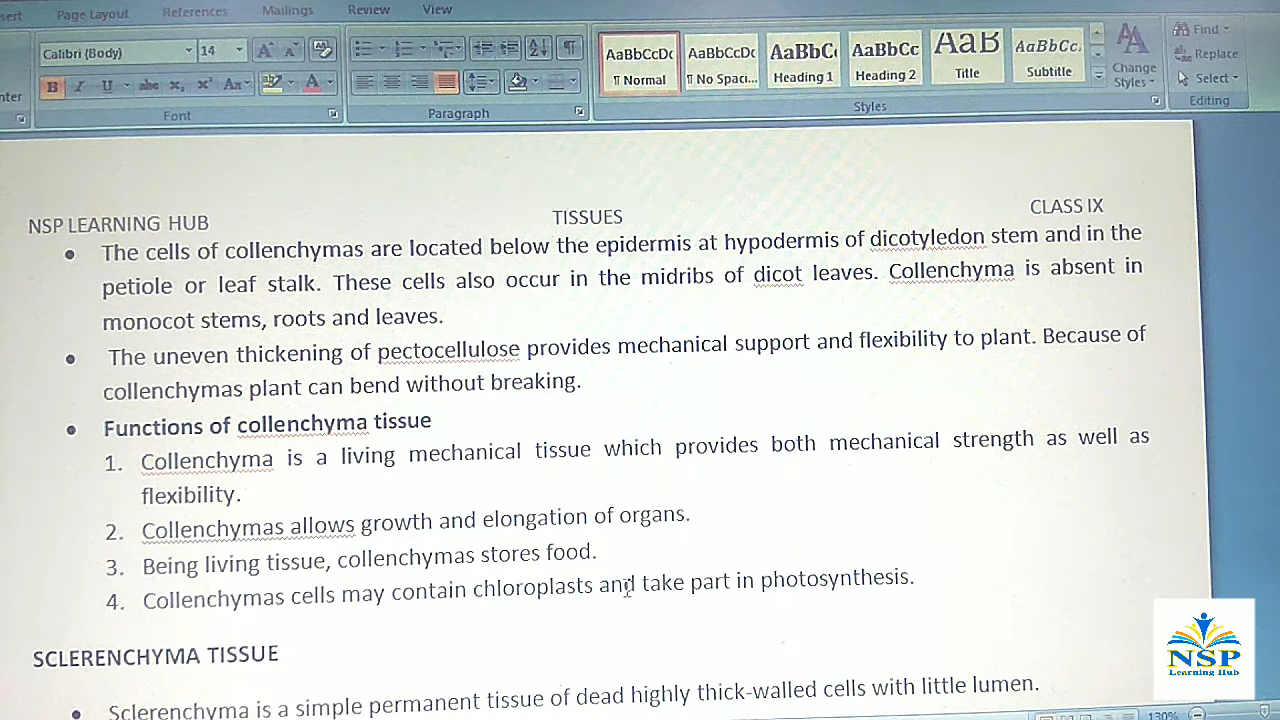 sert Page Layout References Mailings Review View
Calibri (Body) 14
AaBbCcDc AaBbCcDc AaBbC AaBbCc AaB AaBbCc.
¶ Normal ¶ No Spaci... Heading 1 Heading 2 Title Subtitle
Change Styles
Find
Replace
Select
nter
B I U abc x₂ x² Aa A
Font Paragraph Styles Editing
NSP LEARNING HUB TISSUES CLASS IX
• The cells of collenchymas are located below the epidermis at hypodermis of dicotyledon stem and in the
petiole or leaf stalk. These cells also occur in the midribs of dicot leaves. Collenchyma is absent in
monocot stems, roots and leaves.
• The uneven thickening of pectocellulose provides mechanical support and flexibility to plant. Because of
collenchymas plant can bend without breaking.
• Functions of collenchyma tissue
1. Collenchyma is a living mechanical tissue which provides both mechanical strength as well as
flexibility.
2. Collenchymas allows growth and elongation of organs.
3. Being living tissue, collenchymas stores food.
4. Collenchymas cells may contain chloroplasts and take part in photosynthesis.
SCLERENCHYMA TISSUE
• Sclerenchyma is a simple permanent tissue of dead highly thick-walled cells with little lumen.
NSP
Learning Hub
130%